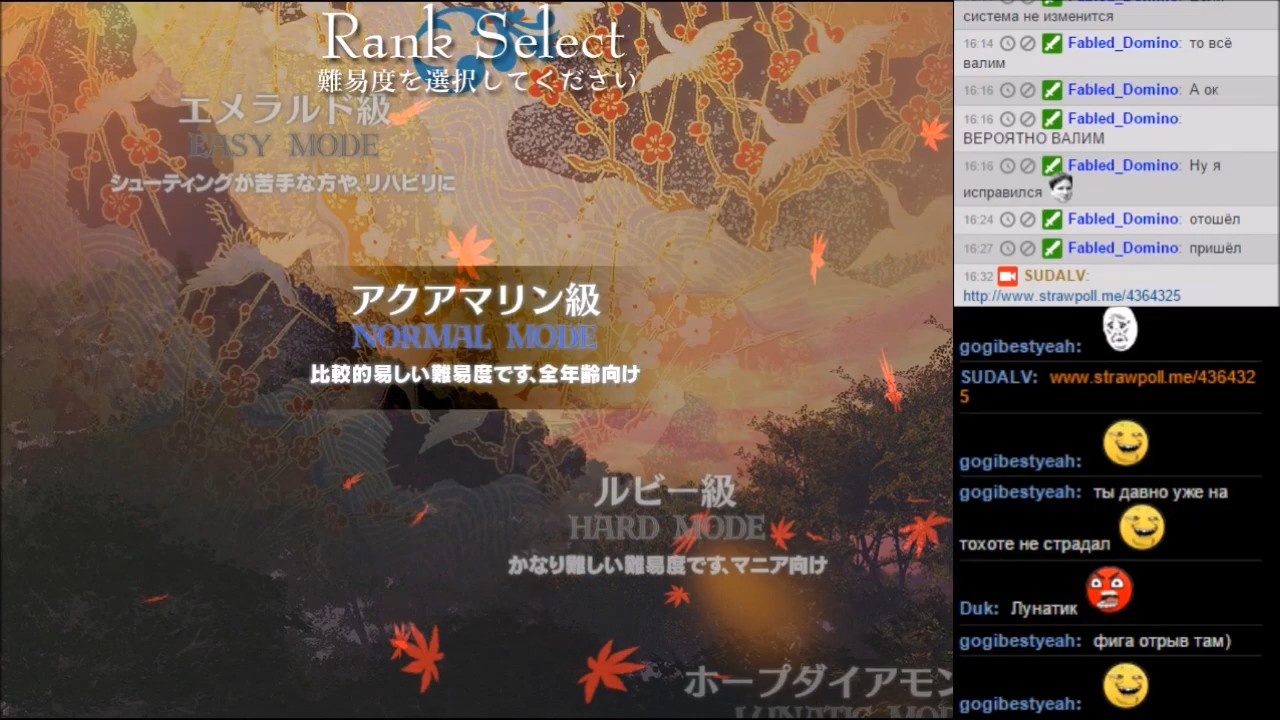 Rank Select
難易度を選択してください
エメラルド級
EASY MODE
シューティングが苦手な方や、リハビリに
アクアマリン級
NORMAL MODE
比較的易しい難易度です、全年齢向け
ルビー級
HARD MODE
かなり難しい難易度です、マニア向け
ホープダイアモン
LUNATIC MOD
система не изменится
16:14 Fabled_Domino: то всё
валим
16:16 Fabled_Domino: А ок
16:16 Fabled_Domino:
ВЕРОЯТНО ВАЛИМ
16:16 Fabled_Domino: Ну я
исправился
16:24 Fabled_Domino: отошёл
16:27 Fabled_Domino: пришёл
16:32 SUDALV:
http://www.strawpoll.me/4364325
gogibestyeah:
SUDALV: www.strawpoll.me/436432
5
gogibestyeah:
gogibestyeah: ты давно уже на
тохоте не страдал
Duk: Лунатик
gogibestyeah: фига отрыв там)
gogibestyeah: